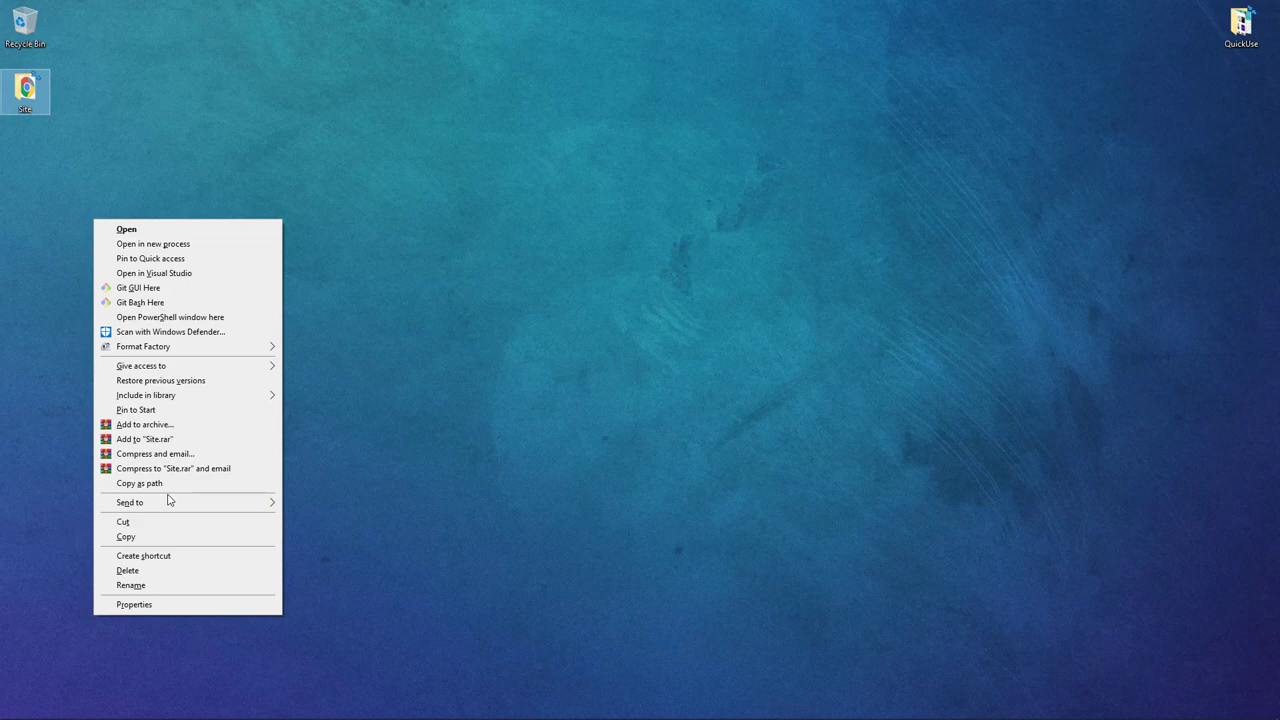 Recycle Bin
QuickUse
Site
Open
Open in new process
Pin to Quick access
Open in Visual Studio
Git GUI Here
Git Bash Here
Open PowerShell window here
Scan with Windows Defender...
Format Factory
Give access to
Restore previous versions
Include in library
Pin to Start
Add to archive...
Add to "Site.rar"
Compress and email...
Compress to "Site.rar" and email
Copy as path
Send to
Cut
Copy
Create shortcut
Delete
Rename
Properties